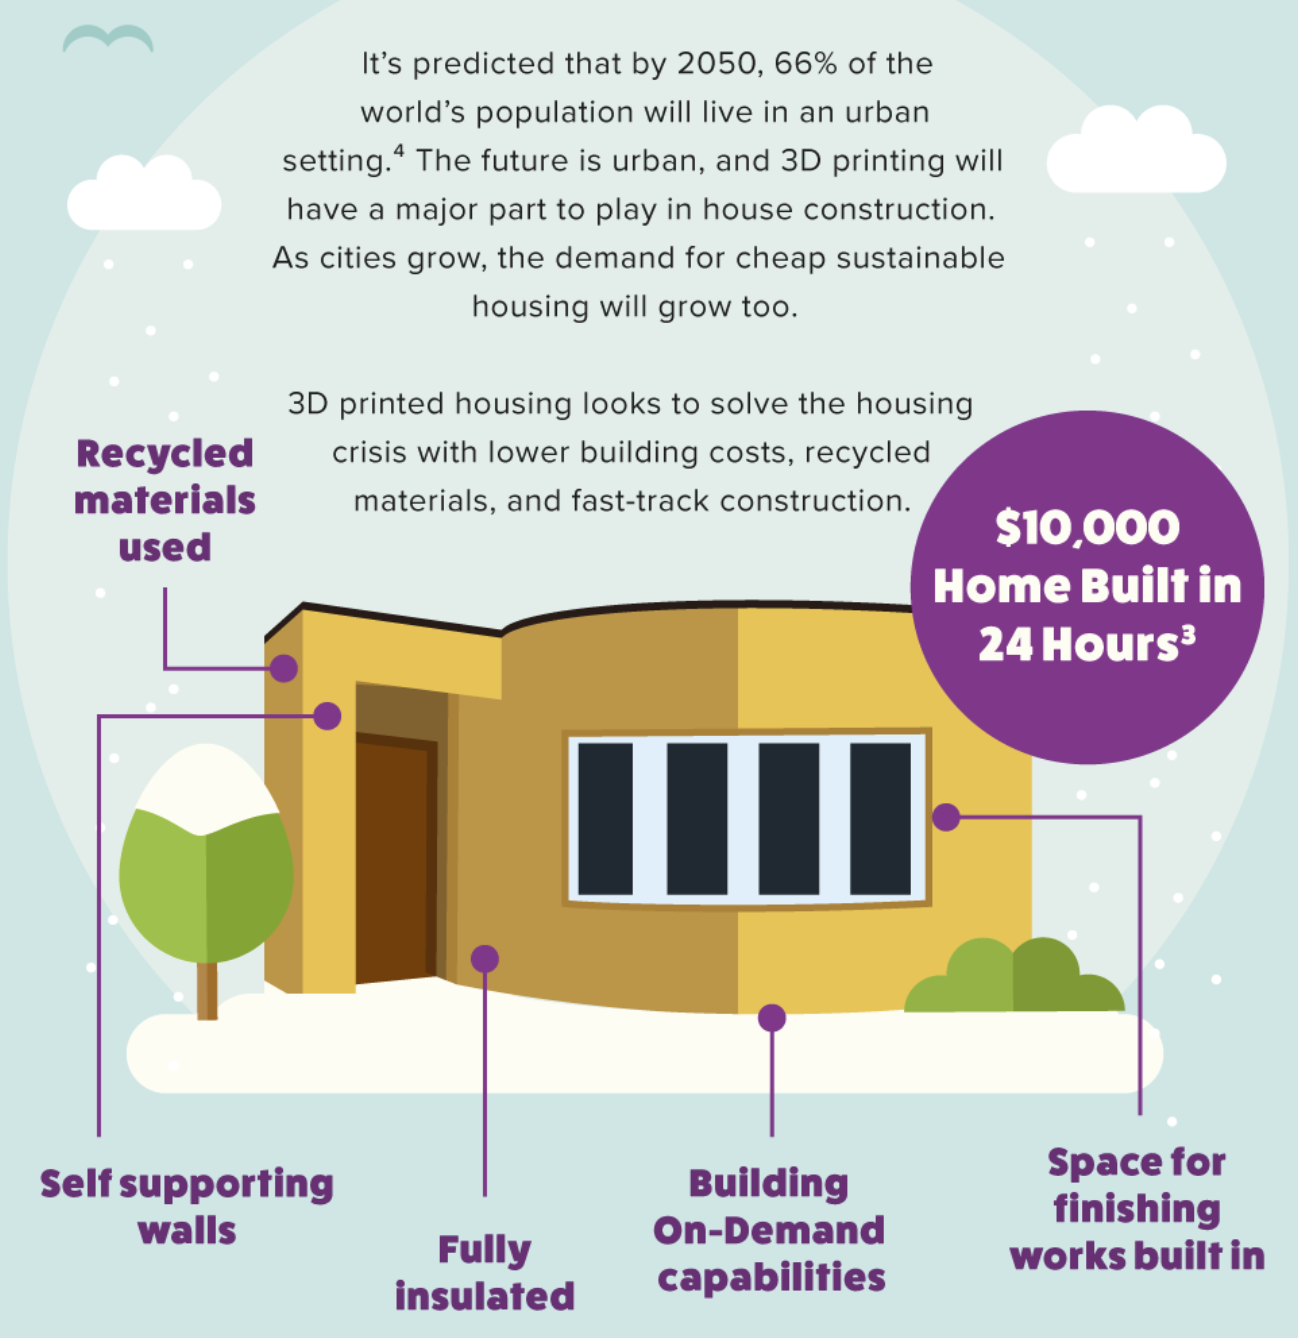 It's predicted that by 2050, 66% of the
world's population will live in an urban
setting.⁴ The future is urban, and 3D printing will
have a major part to play in house construction.
As cities grow, the demand for cheap sustainable
housing will grow too.
3D printed housing looks to solve the housing
crisis with lower building costs, recycled
materials, and fast-track construction.
Recycled
materials
used
$10,000
Home Built in
24 Hours³
Self supporting
walls
Fully
insulated
Building
On-Demand
capabilities
Space for
finishing
works built in